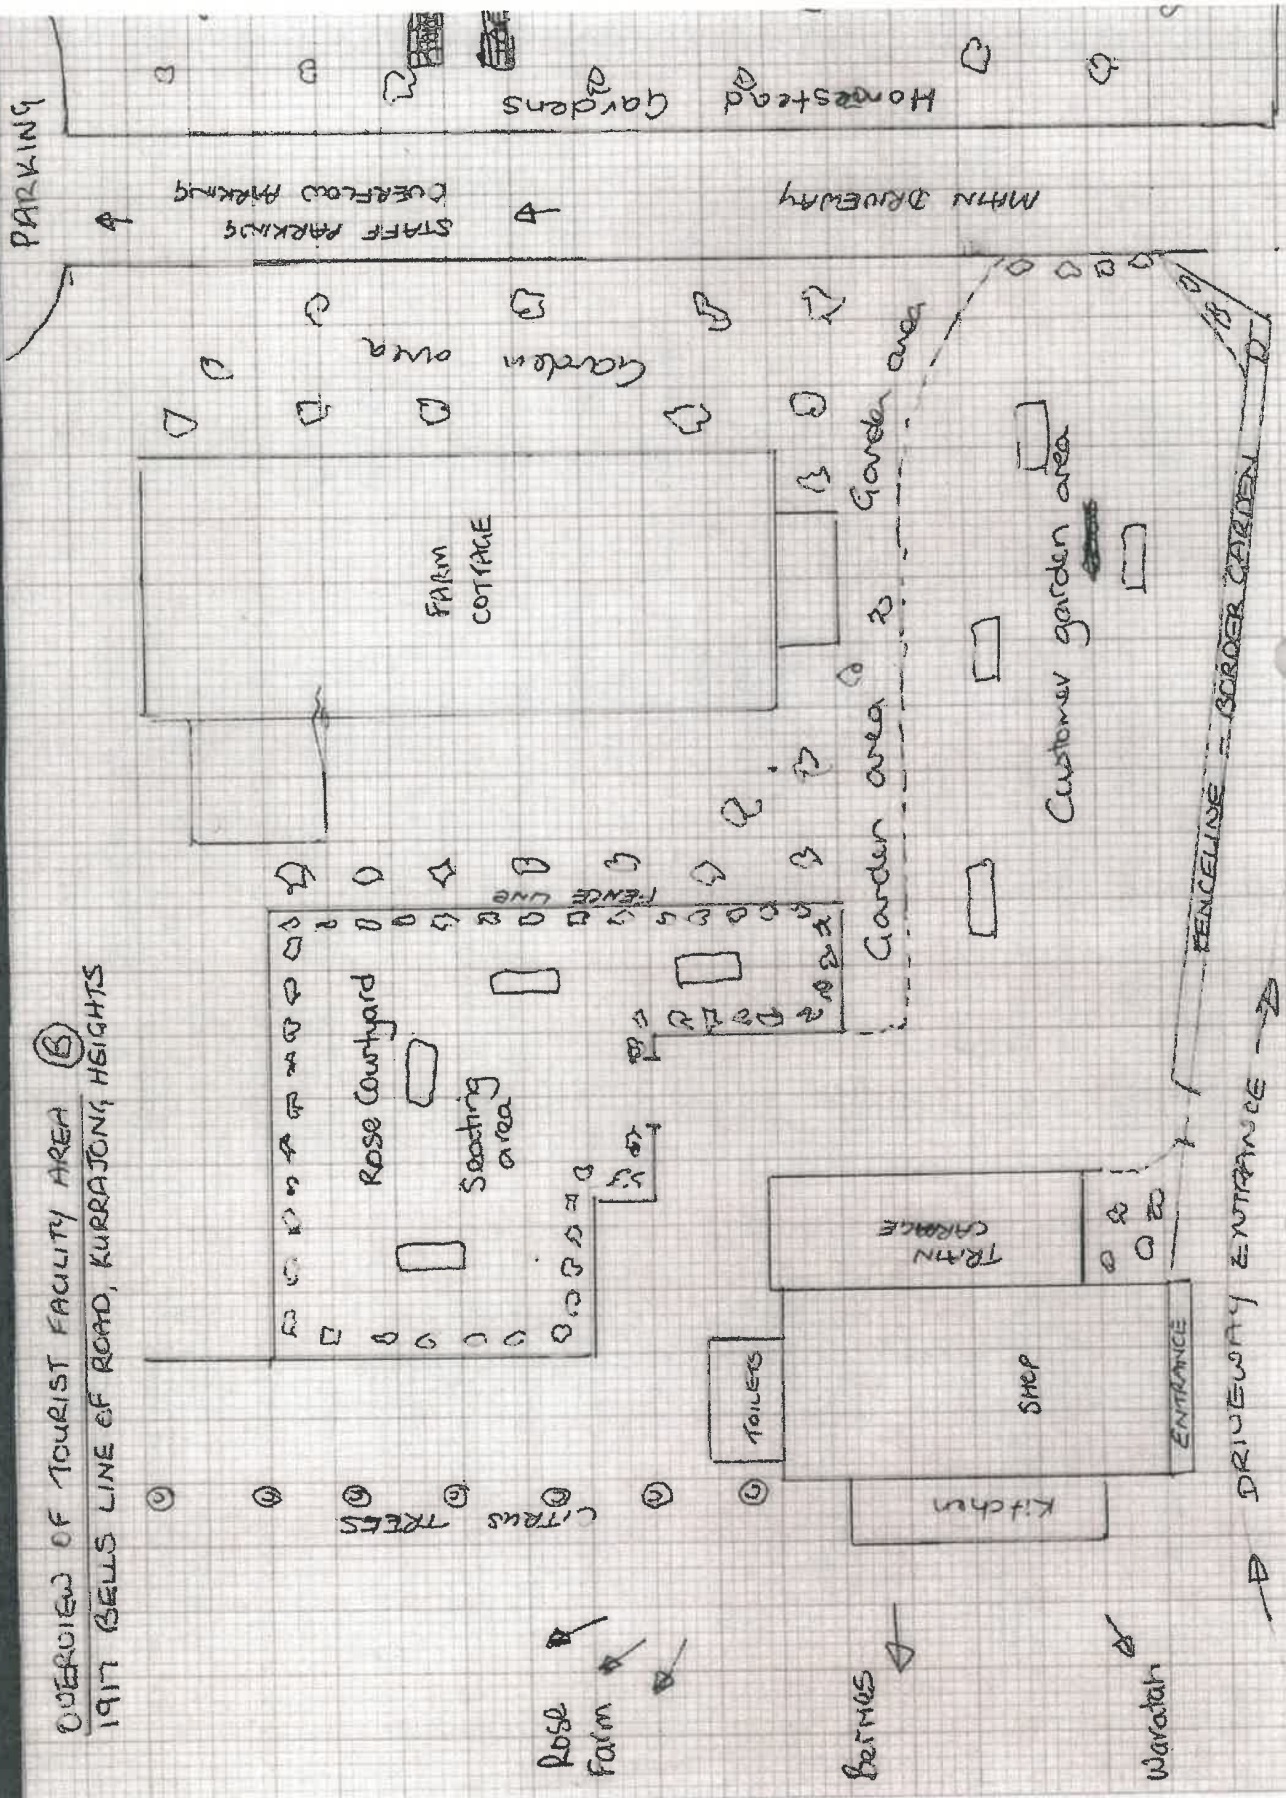 OVERVIEW OF TOURIST FACILITY AREA B
1917 BELLS LINE OF ROAD, KURRAJONG HEIGHTS
PARKING
Homestead Gardens
MAIN DRIVEWAY
STAFF PARKING
OVERFLOW PARKING
Garden area
FARM
COTTAGE
Garden area
Garden area 2
Customer garden area
FENCELINE - BORDER GARDEN
FENCE LINE
Rose Courtyard
Seating
area
TRAIN
CARAGE
TOILETS
SHOP
ENTRANCE
Kitchen
CITRUS TREES
C
C
C
C
C
C
C
DRIVEWAY ENTRANCE
Rose
Farm
Berries
Waratah